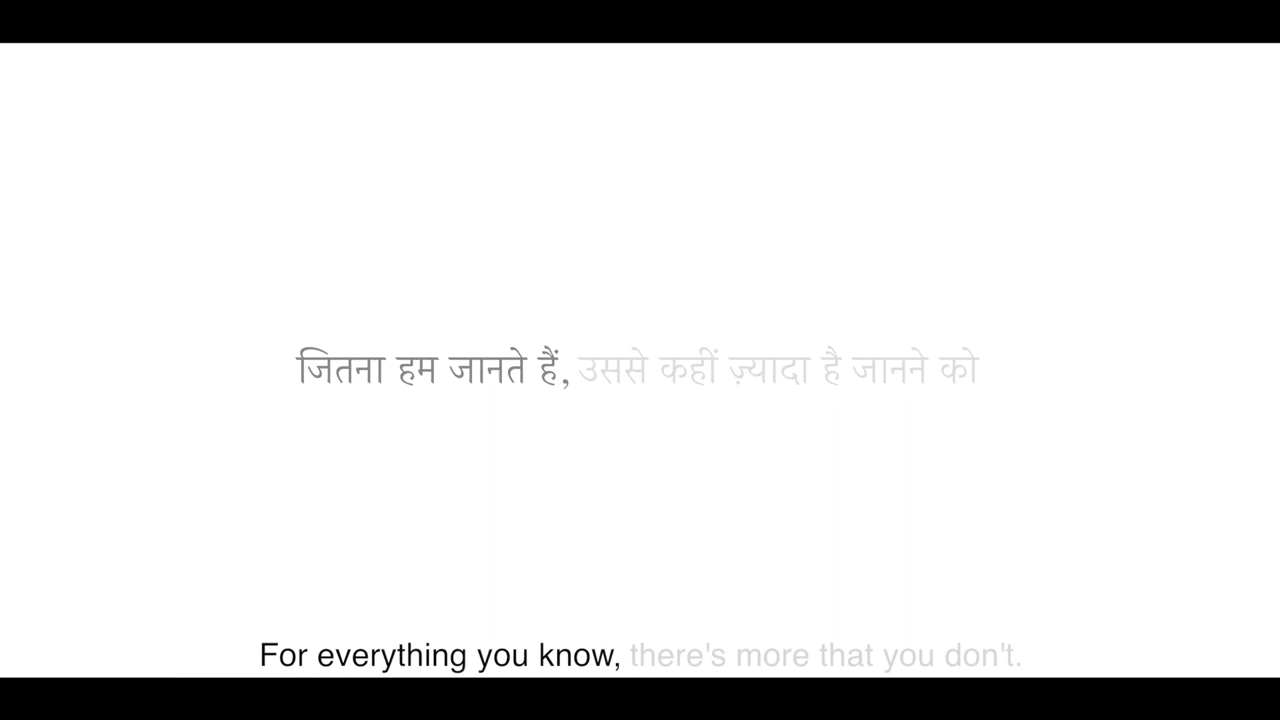 जितना हम जानते हैं, उससे कहीं ज़्यादा है जानने को
For everything you know, there's more that you don't.